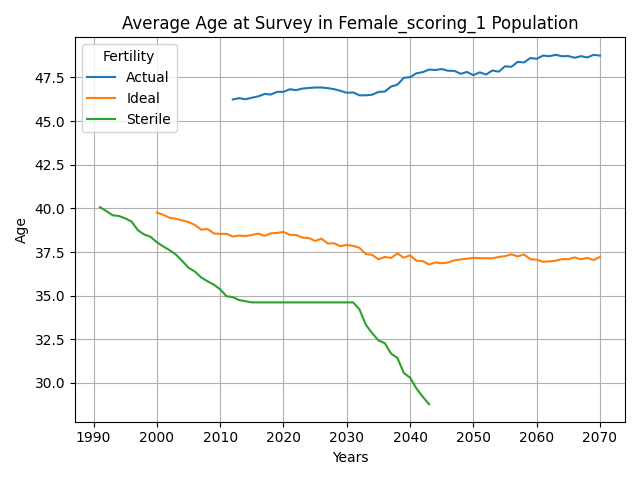 Average Age at Survey in Female_scoring_1 Population
Fertility
Actual
Ideal
Sterile
Age
47.5
45.0
42.5
40.0
37.5
35.0
32.5
30.0
1990 2000 2010 2020 2030 2040 2050 2060 2070
Years